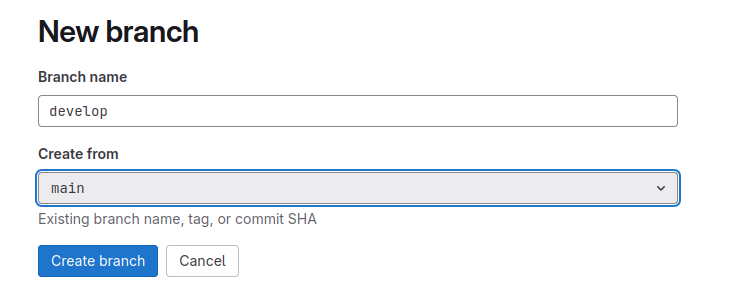 New branch
Branch name
develop
Create from
main
Existing branch name, tag, or commit SHA
Create branch Cancel